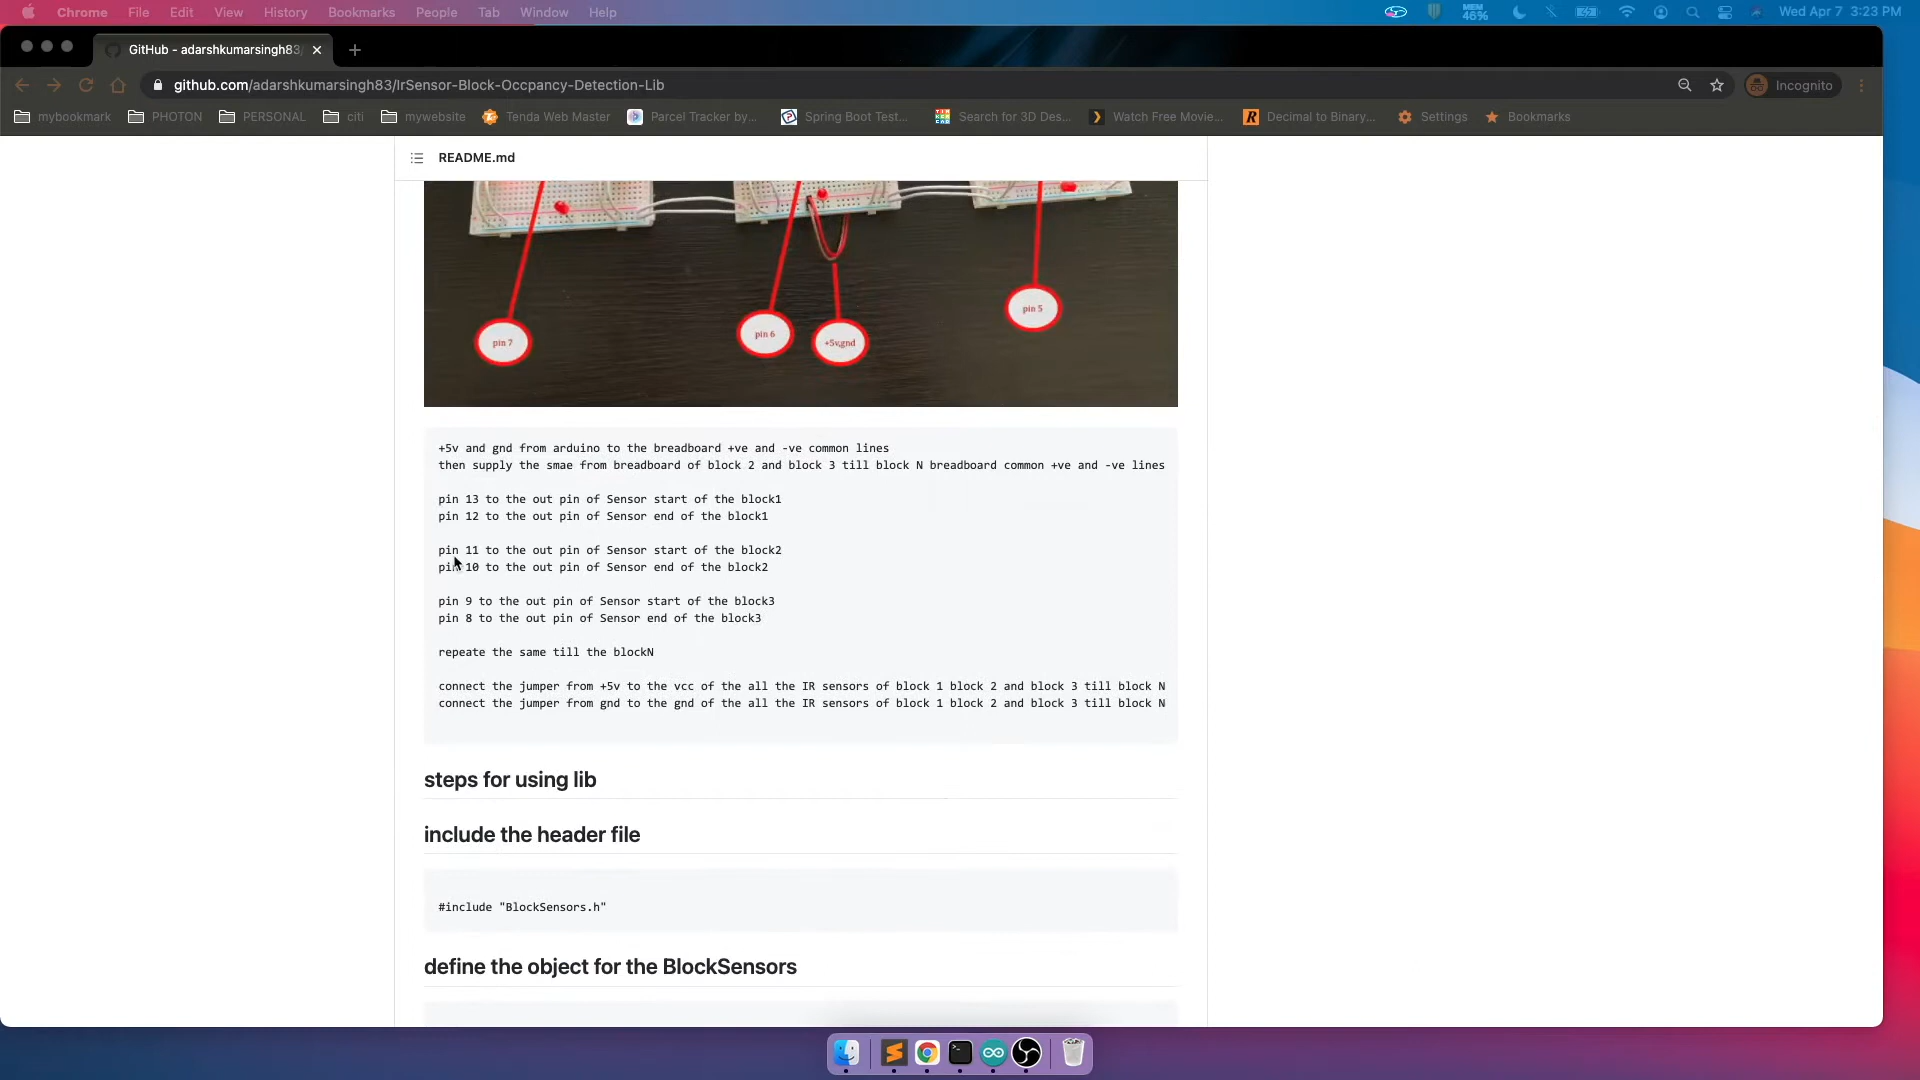 Chrome File Edit View History Bookmarks People Tab Window Help
MEM
46%
Wed Apr 7 3:23 PM
GitHub - adarshkumarsingh83/
github.com/adarshkumarsingh83/IrSensor-Block-Occpancy-Detection-Lib
Incognito
mybookmark PHOTON PERSONAL citi mywebsite Tenda Web Master Parcel Tracker by... Spring Boot Test... Search for 3D Des... Watch Free Movie... Decimal to Binary... Settings Bookmarks
README.md
pin 5
pin 6
pin 7
+5v,gnd
+5v and gnd from arduino to the breadboard +ve and -ve common lines
then supply the smae from breadboard of block 2 and block 3 till block N breadboard common +ve and -ve lines
pin 13 to the out pin of Sensor start of the block1
pin 12 to the out pin of Sensor end of the block1
pin 11 to the out pin of Sensor start of the block2
pin 10 to the out pin of Sensor end of the block2
pin 9 to the out pin of Sensor start of the block3
pin 8 to the out pin of Sensor end of the block3
repeate the same till the blockN
connect the jumper from +5v to the vcc of the all the IR sensors of block 1 block 2 and block 3 till block N
connect the jumper from gnd to the gnd of the all the IR sensors of block 1 block 2 and block 3 till block N
steps for using lib
include the header file
#include "BlockSensors.h"
define the object for the BlockSensors